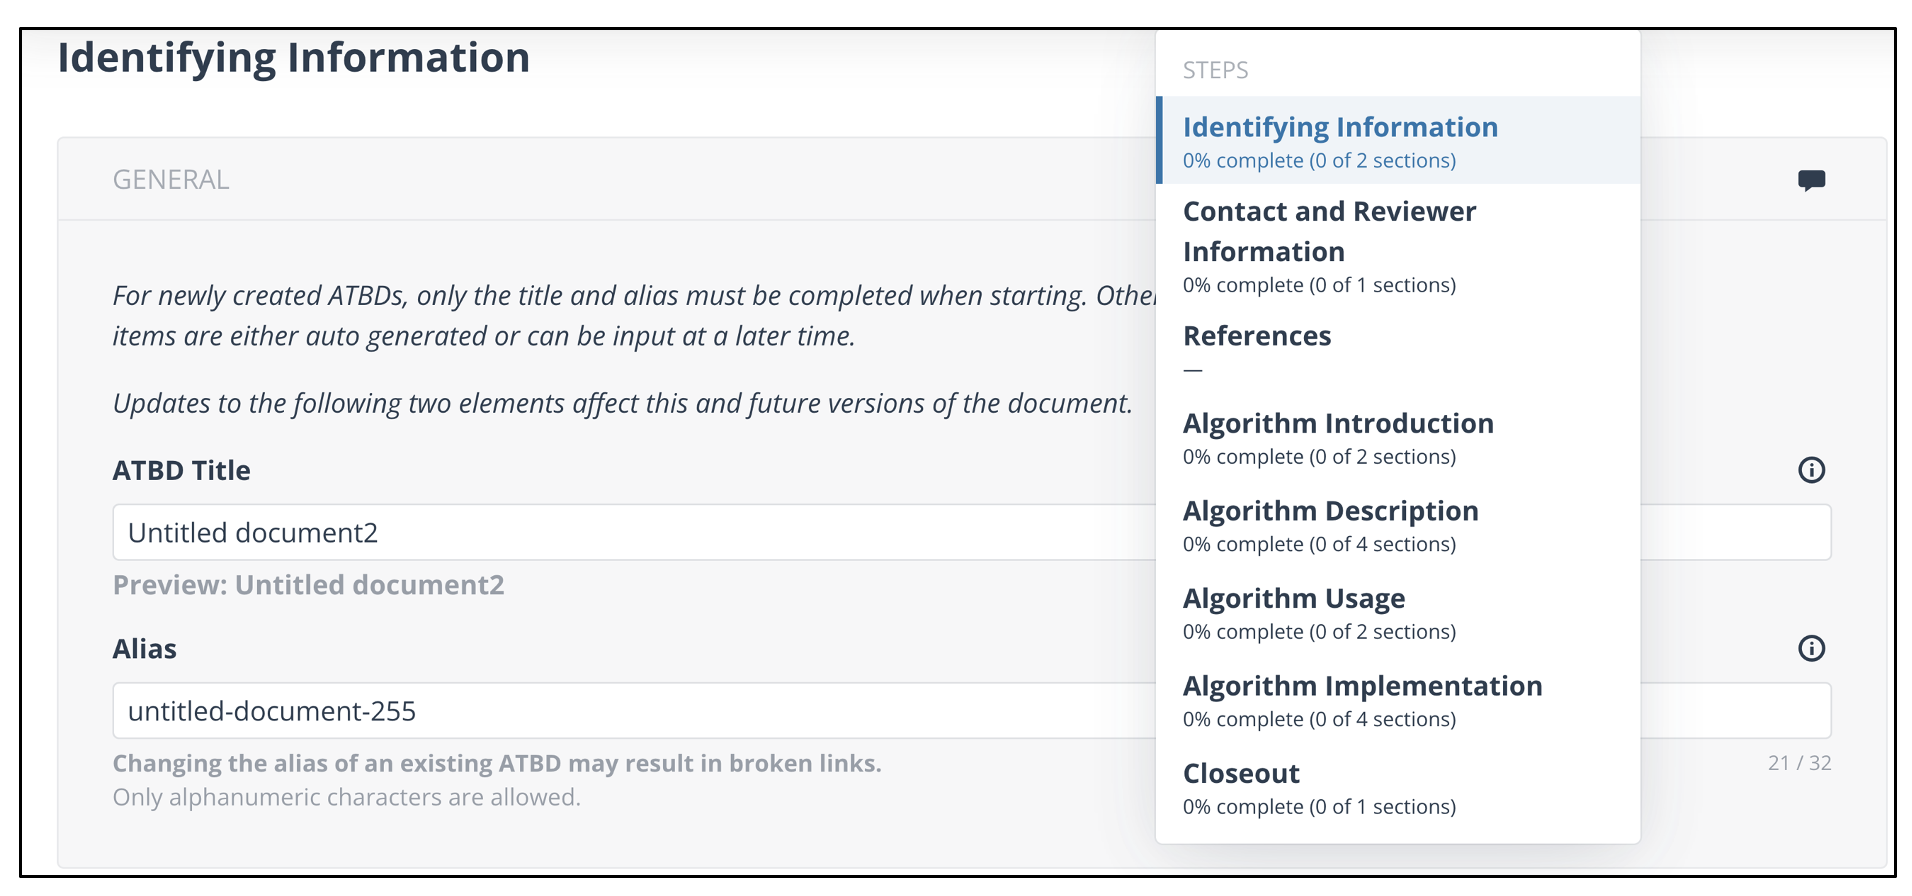 Identifying Information
GENERAL
For newly created ATBDs, only the title and alias must be completed when starting. Other
items are either auto generated or can be input at a later time.
Updates to the following two elements affect this and future versions of the document.
ATBD Title
Untitled document2
Preview: Untitled document2
Alias
untitled-document-255
Changing the alias of an existing ATBD may result in broken links.
21 / 32
Only alphanumeric characters are allowed.
STEPS
Identifying Information
0% complete (0 of 2 sections)
Contact and Reviewer
Information
0% complete (0 of 1 sections)
References
—
Algorithm Introduction
0% complete (0 of 2 sections)
Algorithm Description
0% complete (0 of 4 sections)
Algorithm Usage
0% complete (0 of 2 sections)
Algorithm Implementation
0% complete (0 of 4 sections)
Closeout
0% complete (0 of 1 sections)